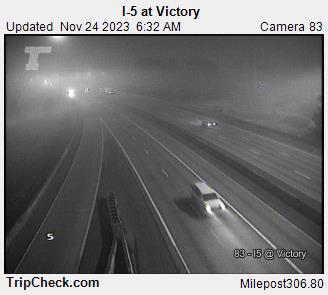 I-5 at Victory
Updated Nov 24 2023 6:32 AM Camera 83
T
S
83 - I5 @ Victory
TripCheck.com Milepost306.80